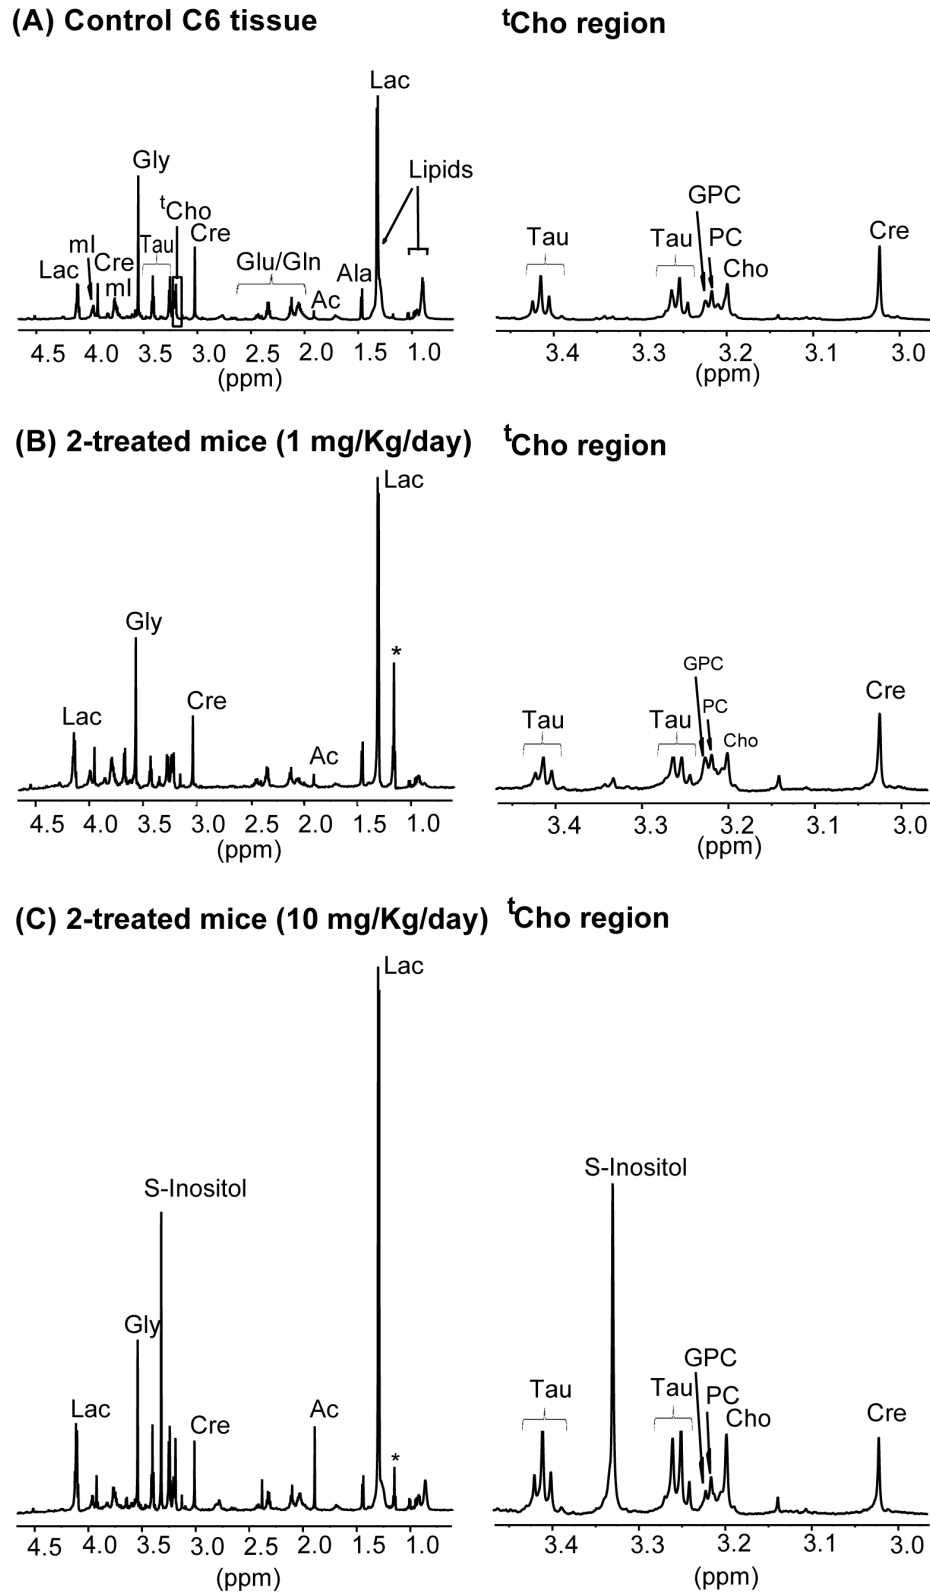 (A) Control C6 tissue
tCho region
Lac
Gly
Lipids
tCho
mI
Cre
Tau
Cre
Lac
mI
Glu/Gln
Ala
Ac
4.5 4.0 3.5 3.0 2.5 2.0 1.5 1.0
(ppm)
GPC
Tau
Tau
PC
Cre
Cho
3.4 3.3 3.2 3.1 3.0
(ppm)
(B) 2-treated mice (1 mg/Kg/day)
tCho region
Lac
Gly
*
Lac
Cre
Ac
4.5 4.0 3.5 3.0 2.5 2.0 1.5 1.0
(ppm)
GPC
Cre
PC
Tau
Tau
Cho
3.4 3.3 3.2 3.1 3.0
(ppm)
(C) 2-treated mice (10 mg/Kg/day)
tCho region
Lac
S-Inositol
Gly
Lac
Cre
Ac
*
4.5 4.0 3.5 3.0 2.5 2.0 1.5 1.0
(ppm)
S-Inositol
GPC
Tau
Tau
PC
Cho
Cre
3.4 3.3 3.2 3.1 3.0
(ppm)